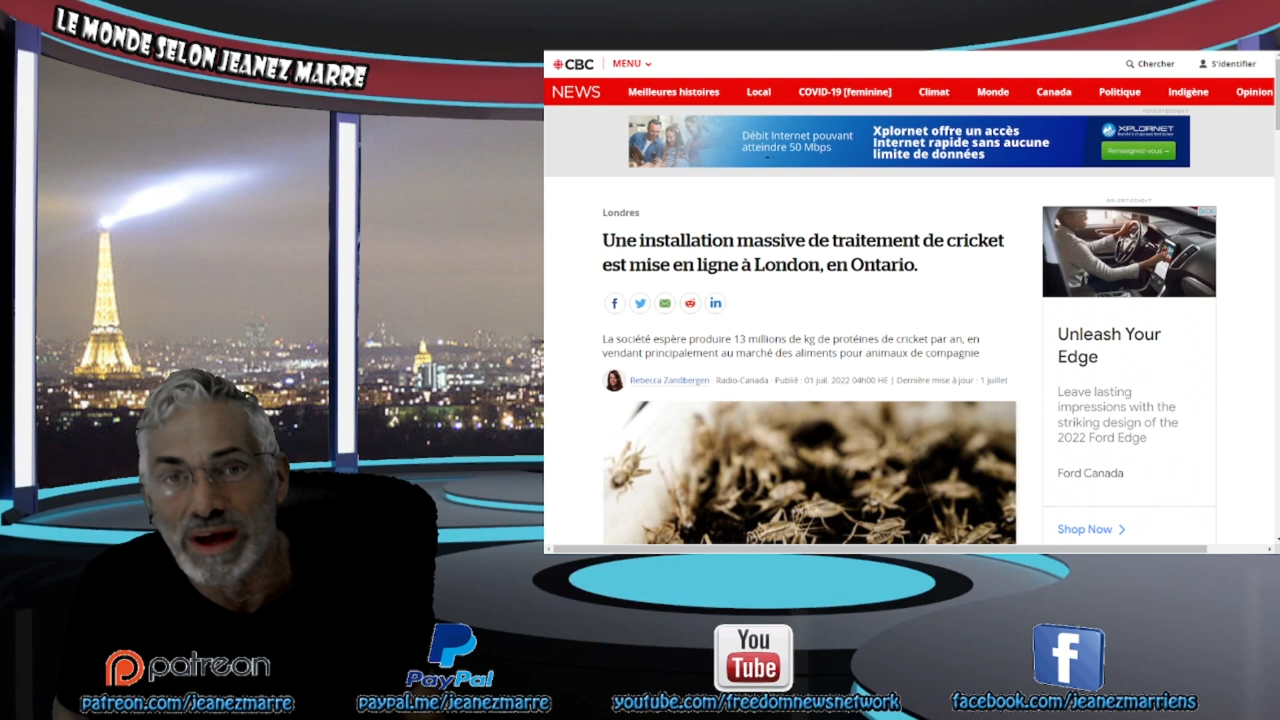 LE MONDE SELON JEANEZ MARRE
CBC
MENU
Chercher
S'identifier
NEWS
Meilleures histoires
Local
COVID-19 [feminine]
Climat
Monde
Canada
Politique
Indigène
Opinion
ADVERTISEMENT
Débit Internet pouvant
atteindre 50 Mbps
Xplornet offre un accès
Internet rapide sans aucune
limite de données
XPLORNET
Renseignez-vous
ADVERTISEMENT
Londres
Une installation massive de traitement de cricket
est mise en ligne à London, en Ontario.
La société espère produire 13 millions de kg de protéines de cricket par an, en
vendant principalement au marché des aliments pour animaux de compagnie
Rebecca Zandbergen · Radio-Canada · Publié : 01 juil. 2022 04h00 HE | Dernière mise à jour : 1 juillet
Unleash Your
Edge
Leave lasting
impressions with the
striking design of the
2022 Ford Edge
Ford Canada
Shop Now
patreon
patreon.com/jeanezmarre
PayPal
paypal.me/jeanezmarre
You
Tube
youtube.com/freedomnewsnetwork
facebook.com/jeanezmarriens